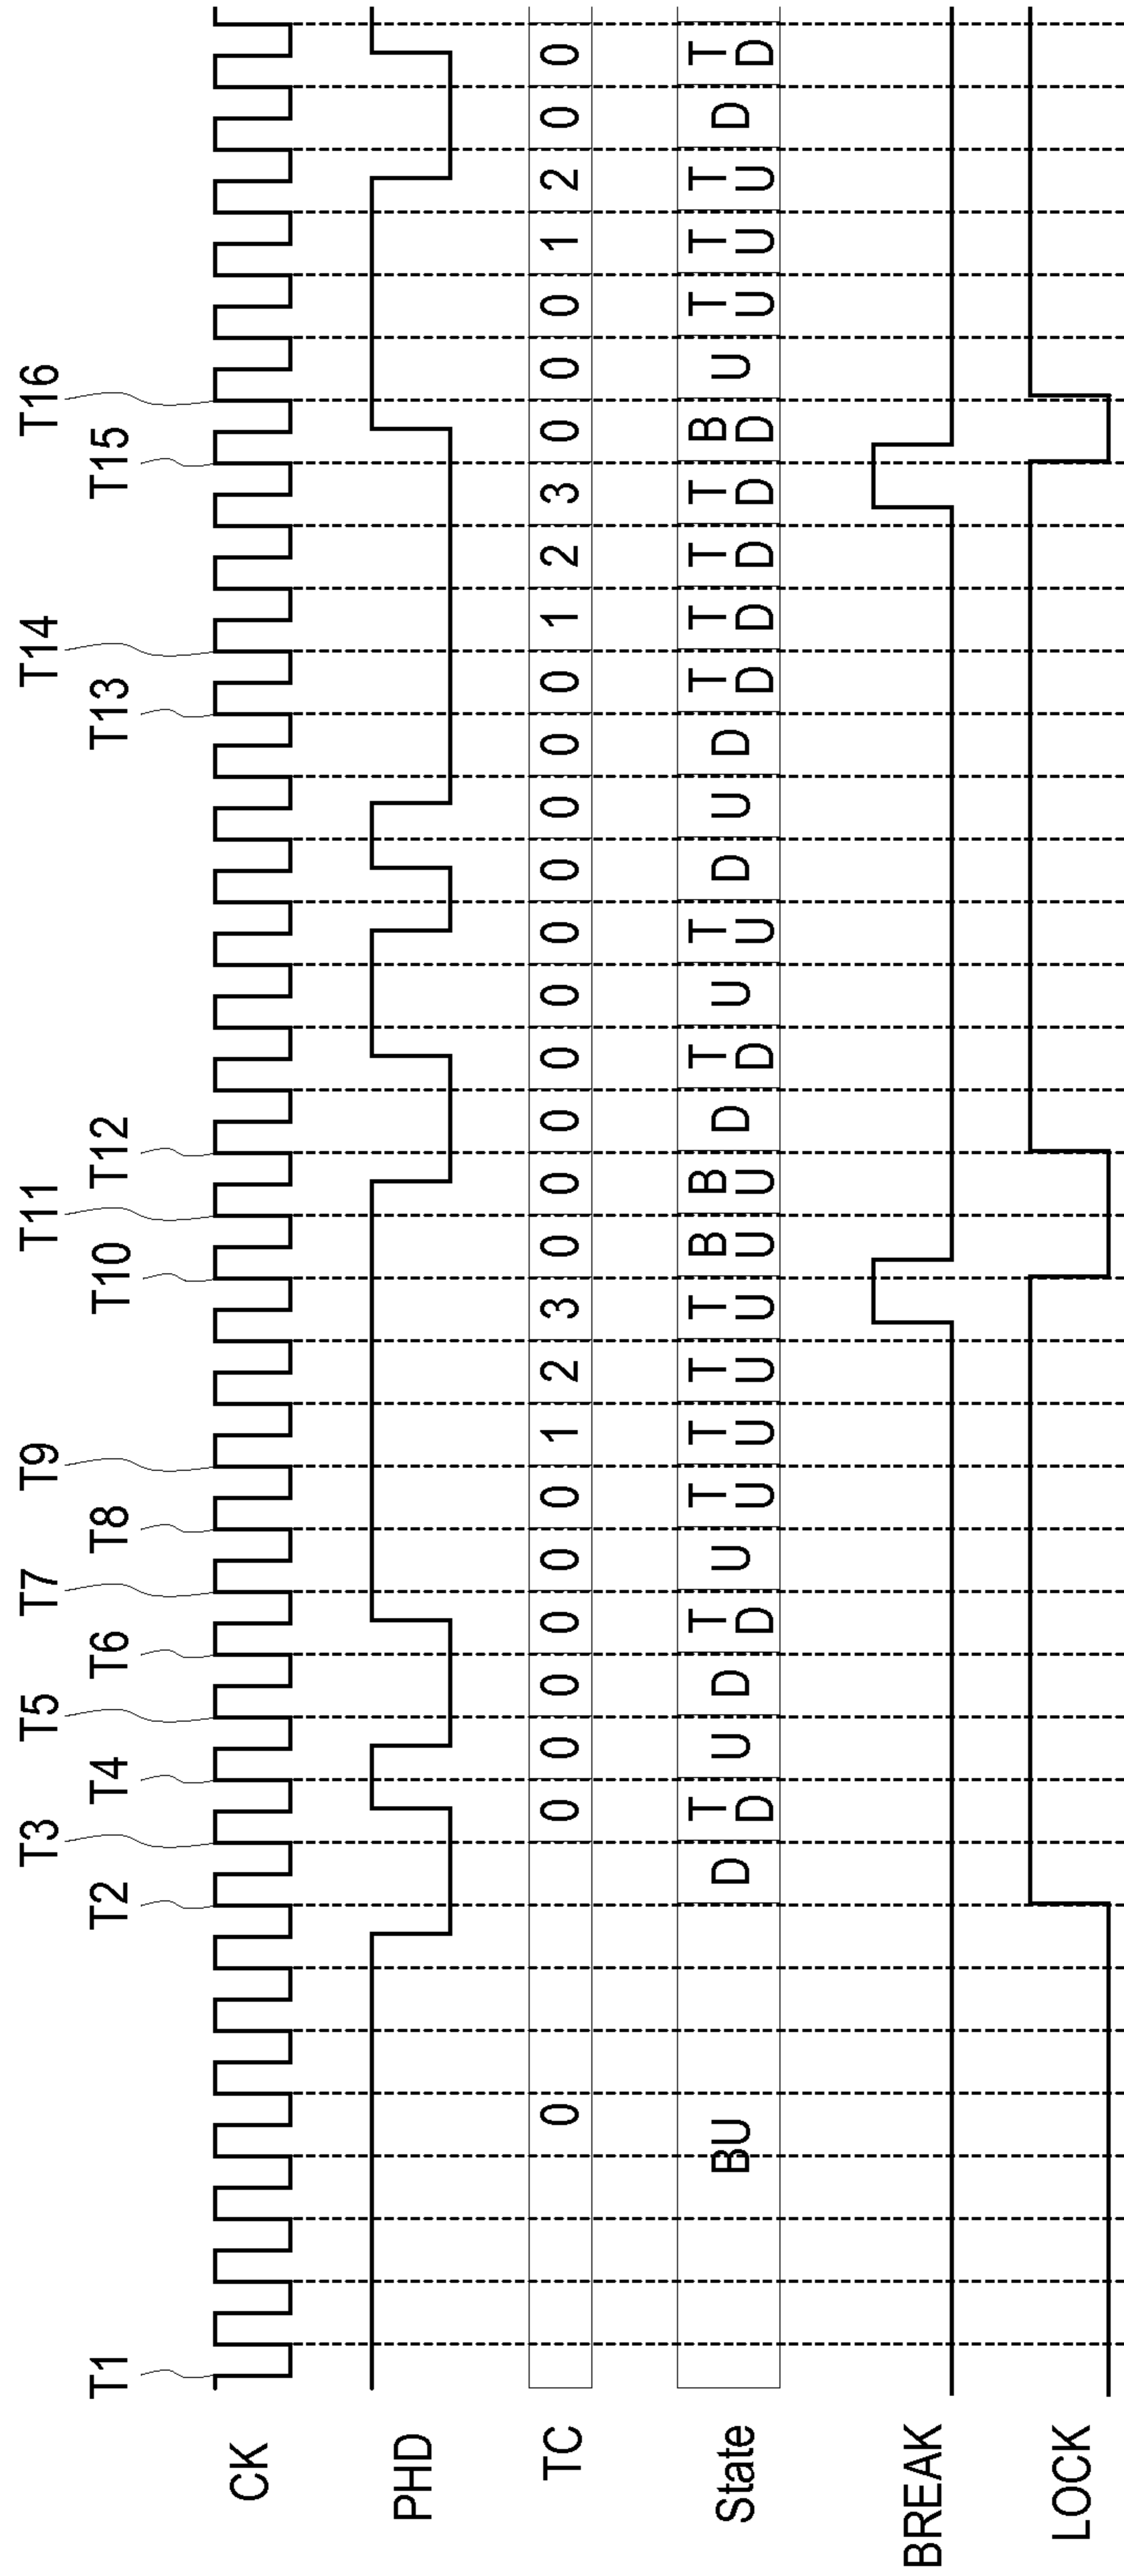 T3 T5 T7 T9 T11 T14 T16
T1 T2 T4 T6 T8 T10 T12 T13 T15
CK
PHD
TC 0 0 0 0 0 0 0 1 2 3 0 0 0 0 0 0 0 0 0 0 1 2 3 0 0 0 1 2 0 0
State BU D TD U D TD U TU TU TU TU BU BU D TD U TU D U D TD TD TD TD BD U TU TU TU D TD
BREAK
LOCK